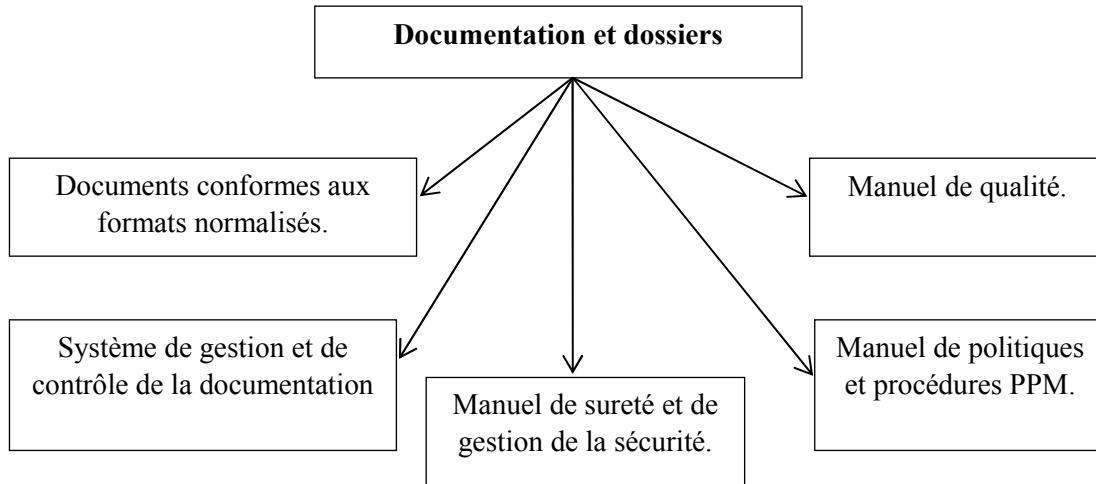 Documentation et dossiers
Documents conformes aux
formats normalisés.
Manuel de qualité.
Système de gestion et de
contrôle de la documentation
Manuel de sureté et de
gestion de la sécurité.
Manuel de politiques
et procédures PPM.